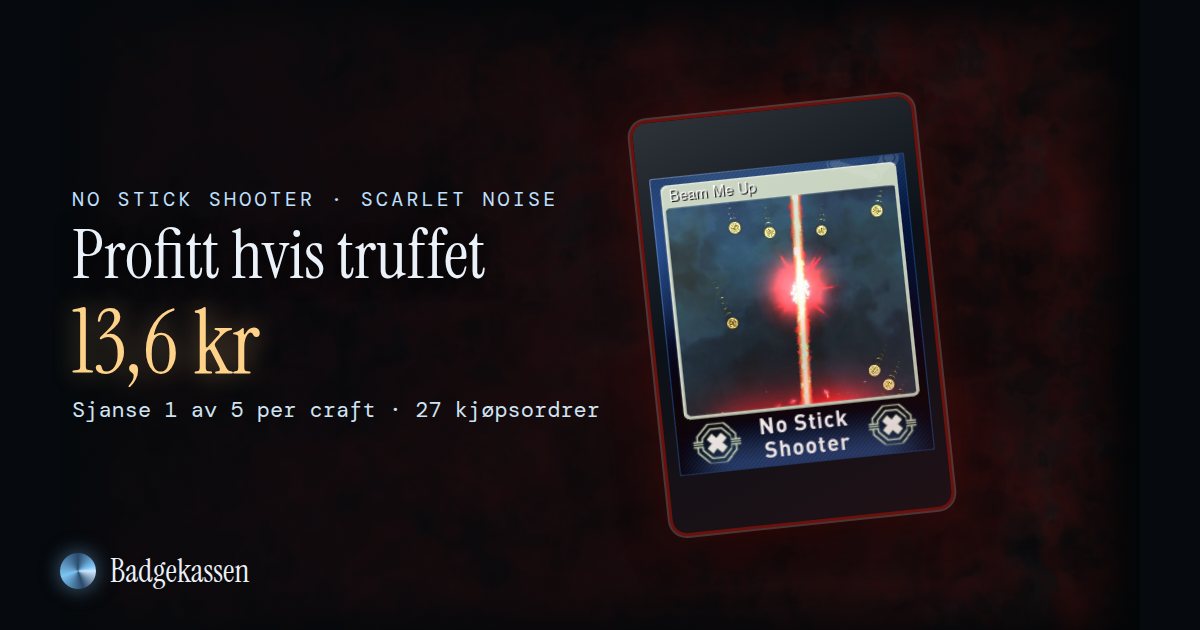 NO STICK SHOOTER · SCARLET NOISE
Profitt hvis truffet
13,6 kr
Sjanse 1 av 5 per craft · 27 kjøpsordrer
Beam Me Up
No Stick
Shooter
Badgekassen